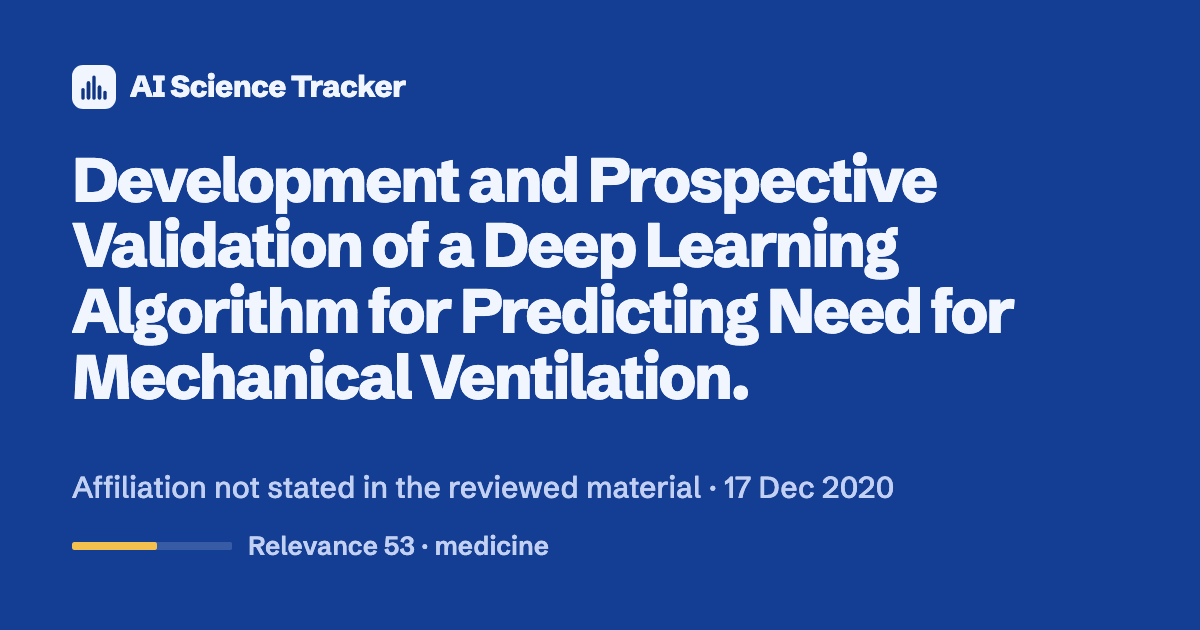 AI Science Tracker
Development and Prospective
Validation of a Deep Learning
Algorithm for Predicting Need for
Mechanical Ventilation.
Affiliation not stated in the reviewed material · 17 Dec 2020
Relevance 53 · medicine